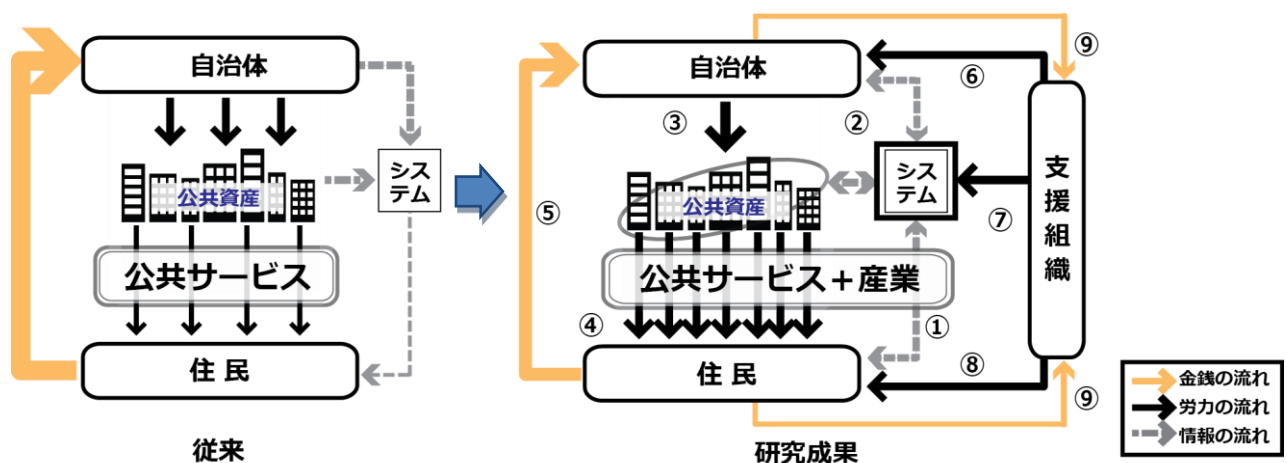 自治体
公共資産
シス
テム
公共サービス
住 民
従来
自治体
⑨
⑥
③
②
公共資産
シス
テム
支援組織
⑤
⑦
公共サービス+産業
④
①
住 民
⑧
⑨
研究成果
金銭の流れ
労力の流れ
情報の流れ